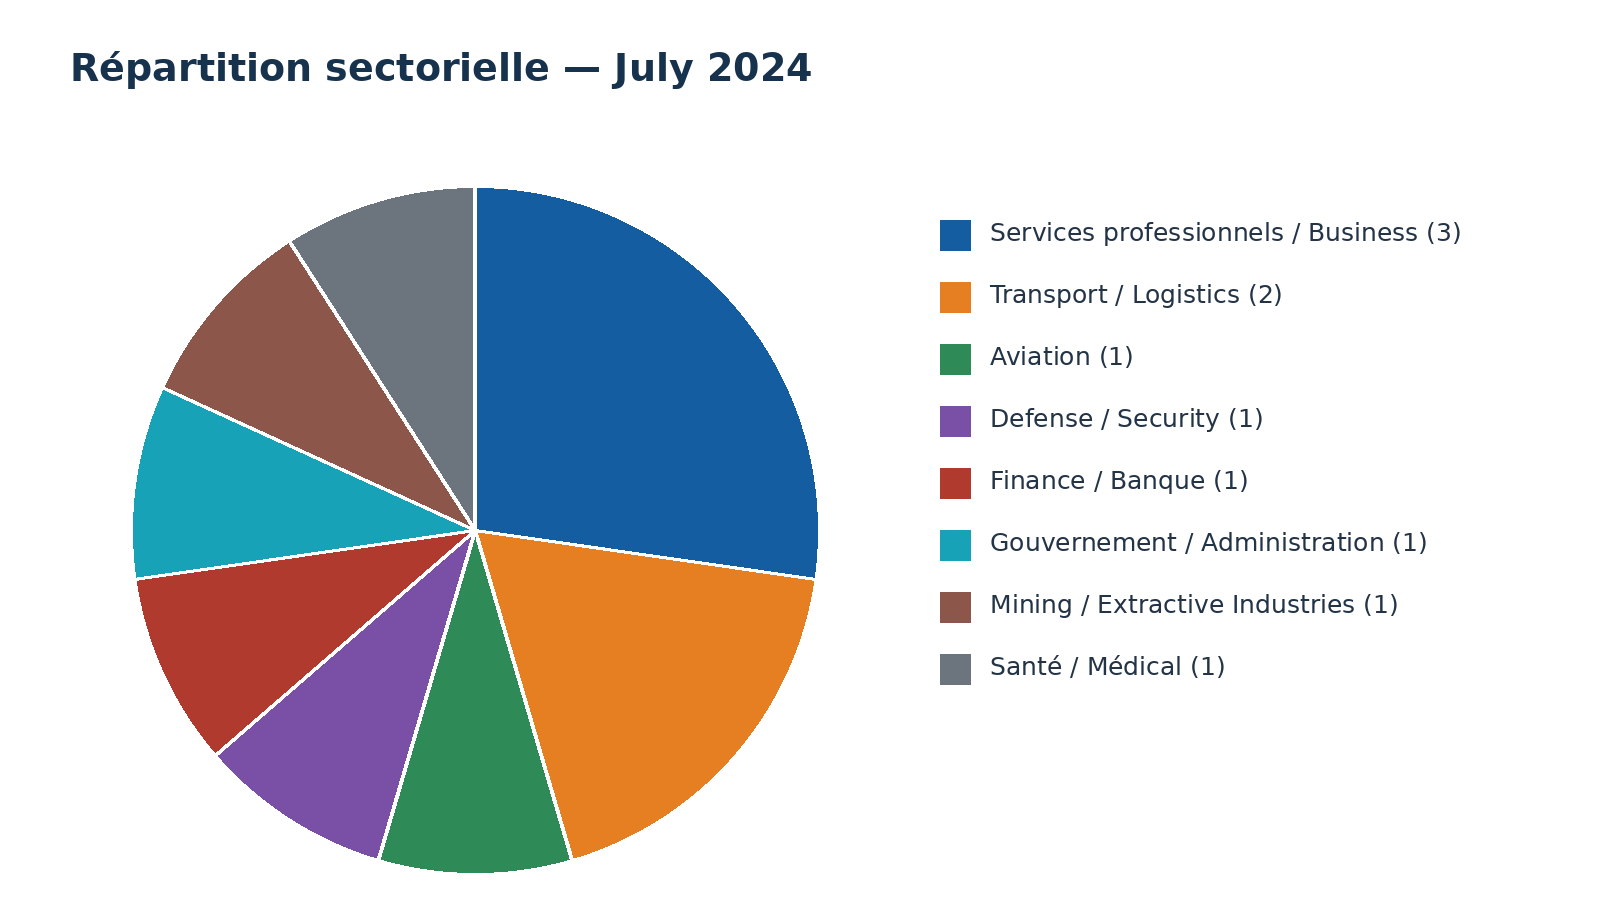 Répartition sectorielle — July 2024
Services professionnels / Business (3)
Transport / Logistics (2)
Aviation (1)
Defense / Security (1)
Finance / Banque (1)
Gouvernement / Administration (1)
Mining / Extractive Industries (1)
Santé / Médical (1)